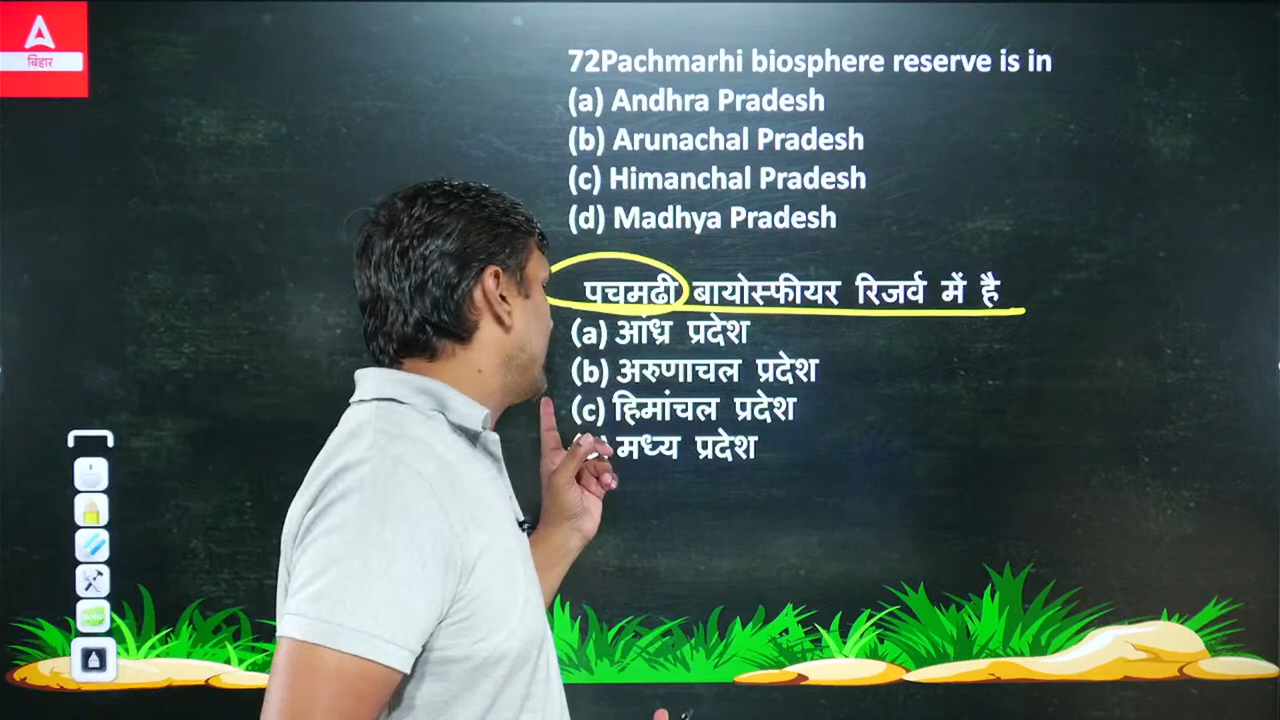 बिहार
72Pachmarhi biosphere reserve is in
(a) Andhra Pradesh
(b) Arunachal Pradesh
(c) Himanchal Pradesh
(d) Madhya Pradesh
पचमढी बायोस्फीयर रिजर्व में है
(a) आंध्र प्रदेश
(b) अरुणाचल प्रदेश
(c) हिमांचल प्रदेश
मध्य प्रदेश